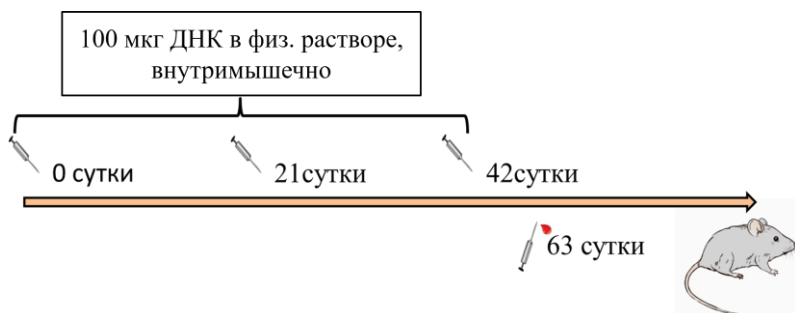 100 мкг ДНК в физ. растворе,
внутримышечно
0 сутки
21сутки
42сутки
63 сутки